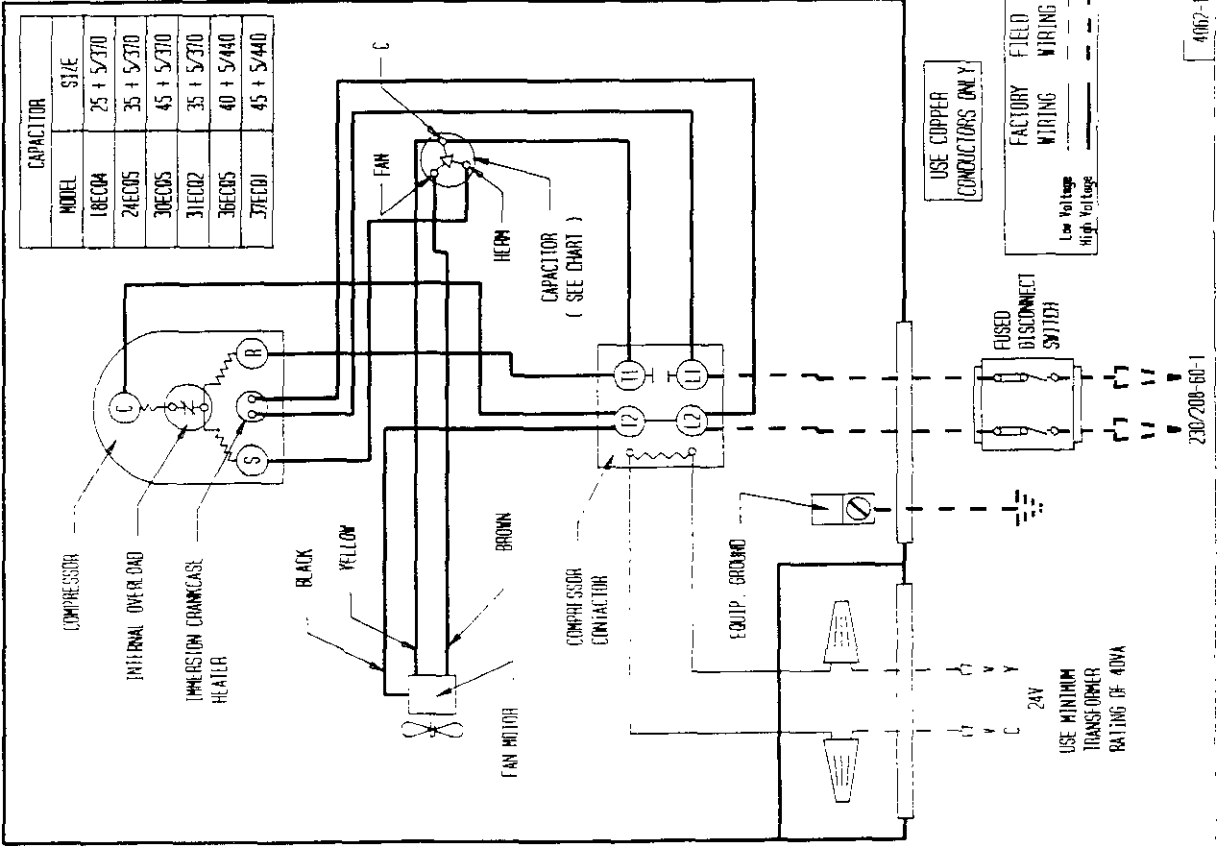 CAPACITOR
MODEL SIZE
18EC04 25 + 5/370
24EC05 35 + 5/370
30EC05 45 + 5/370
31EC02 35 + 5/370
36EC05 40 + 5/440
37EC01 45 + 5/440
COMPRESSOR
INTERNAL OVERLOAD
IMMERSION CRANKCASE
HEATER
C
S
R
BLACK
YELLOW
BROWN
FAN MOTOR
C
FAN
HERM
CAPACITOR
( SEE CHART )
COMPRESSOR
CONTACTOR
T2
T1
L2
L1
EQUIP. GROUND
24V
C
Y
USE MINIMUM
TRANSFORMER
RATING OF 40VA
FUSED
DISCONNECT
SWITCH
230/208-60-1
USE COPPER
CONDUCTORS ONLY
FACTORY WIRING
FIELD WIRING
Low Voltage
High Voltage
4062-1